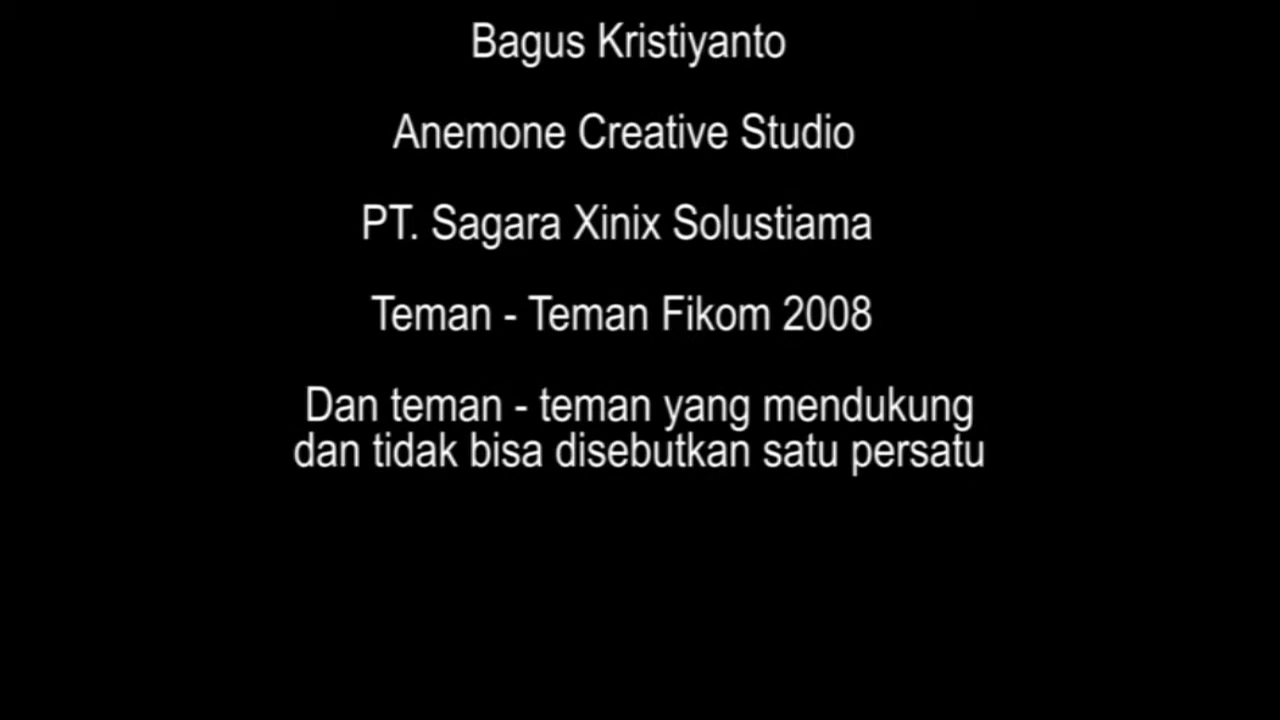 Bagus Kristiyanto
Anemone Creative Studio
PT. Sagara Xinix Solustiama
Teman - Teman Fikom 2008
Dan teman - teman yang mendukung
dan tidak bisa disebutkan satu persatu